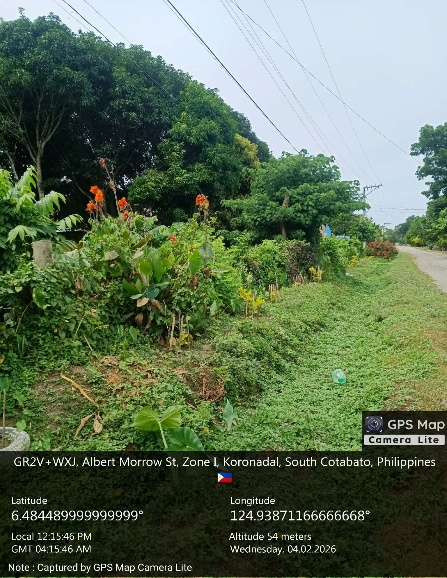 GPS Map
Camera Lite
GR2V+WXJ, Albert Morrow St, Zone I, Koronadal, South Cotabato, Philippines
Latitude
6.484489999999999°
Longitude
124.93871166666668°
Local 12:15:46 PM
GMT 04:15:46 AM
Altitude 54 meters
Wednesday, 04.02.2026
Note : Captured by GPS Map Camera Lite